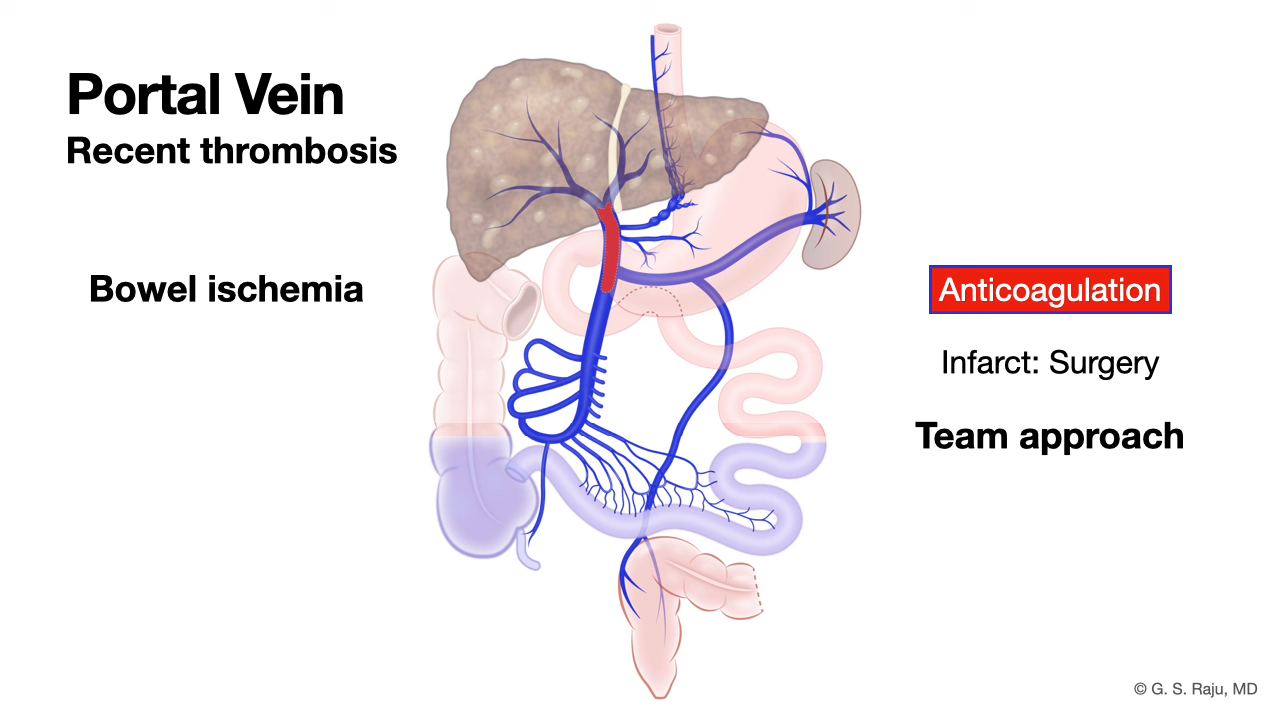 Portal Vein
Recent thrombosis
Bowel ischemia
Anticoagulation
Infarct: Surgery
Team approach
© G. S. Raju, MD